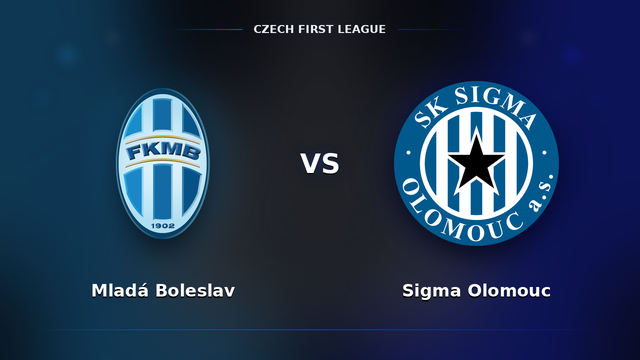 CZECH FIRST LEAGUE
FKMB
1902
VS
SK SIGMA
OLOMOUC a.s.
Mladá Boleslav
Sigma Olomouc